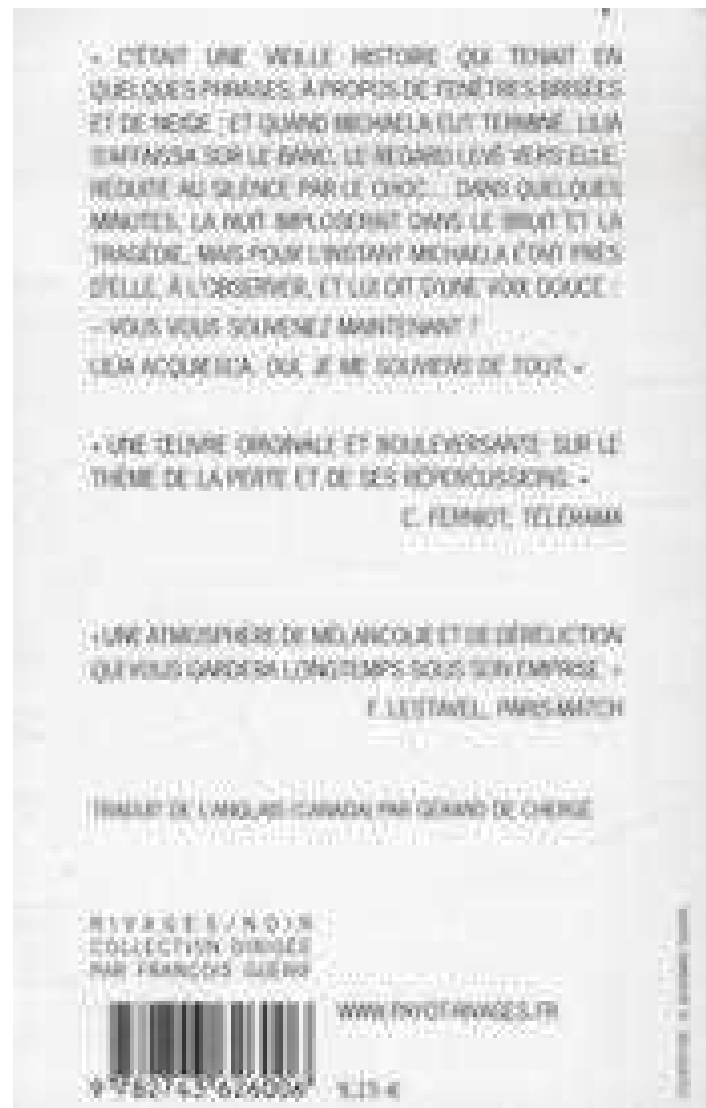 « C'ÉTAIT UNE VIEILLE HISTOIRE QUI TENAIT EN
QUELQUES PHRASES, À PROPOS DE FENÊTRES BRISÉES
ET DE NEIGE ; ET QUAND MICHAELA EUT TERMINÉ, LILIA
S'AFFAISSA SUR LE BANC, LE REGARD LEVÉ VERS ELLE,
RÉDUITE AU SILENCE PAR LE CHOC... DANS QUELQUES
MINUTES, LA NUIT IMPLOSERAIT DANS LE BRUIT ET LA
TRAGÉDIE, MAIS POUR L'INSTANT MICHAELA ÉTAIT PRÈS
D'ELLE, À L'OBSERVER, ET LUI DIT D'UNE VOIX DOUCE :
– VOUS VOUS SOUVENEZ MAINTENANT ?
LILIA ACQUIESÇA. OUI, JE ME SOUVIENS DE TOUT. »
« UNE ŒUVRE ORIGINALE ET BOULEVERSANTE SUR LE
THÈME DE LA PERTE ET DE SES RÉPERCUSSIONS. »
C. FERNIOT, TÉLÉRAMA
« UNE ATMOSPHÈRE DE MÉLANCOLIE ET DE DÉRÉLICTION
QUI VOUS GARDERA LONGTEMPS SOUS SON EMPRISE. »
F. LESTAVEL, PARIS-MATCH
TRADUIT DE L'ANGLAIS (CANADA) PAR GÉRARD DE CHERGÉ
RIVAGES/NOIR
COLLECTION DIRIGÉE
PAR FRANÇOIS GUÉRIF
WWW.PAYOT-RIVAGES.FR
9 782743 626006